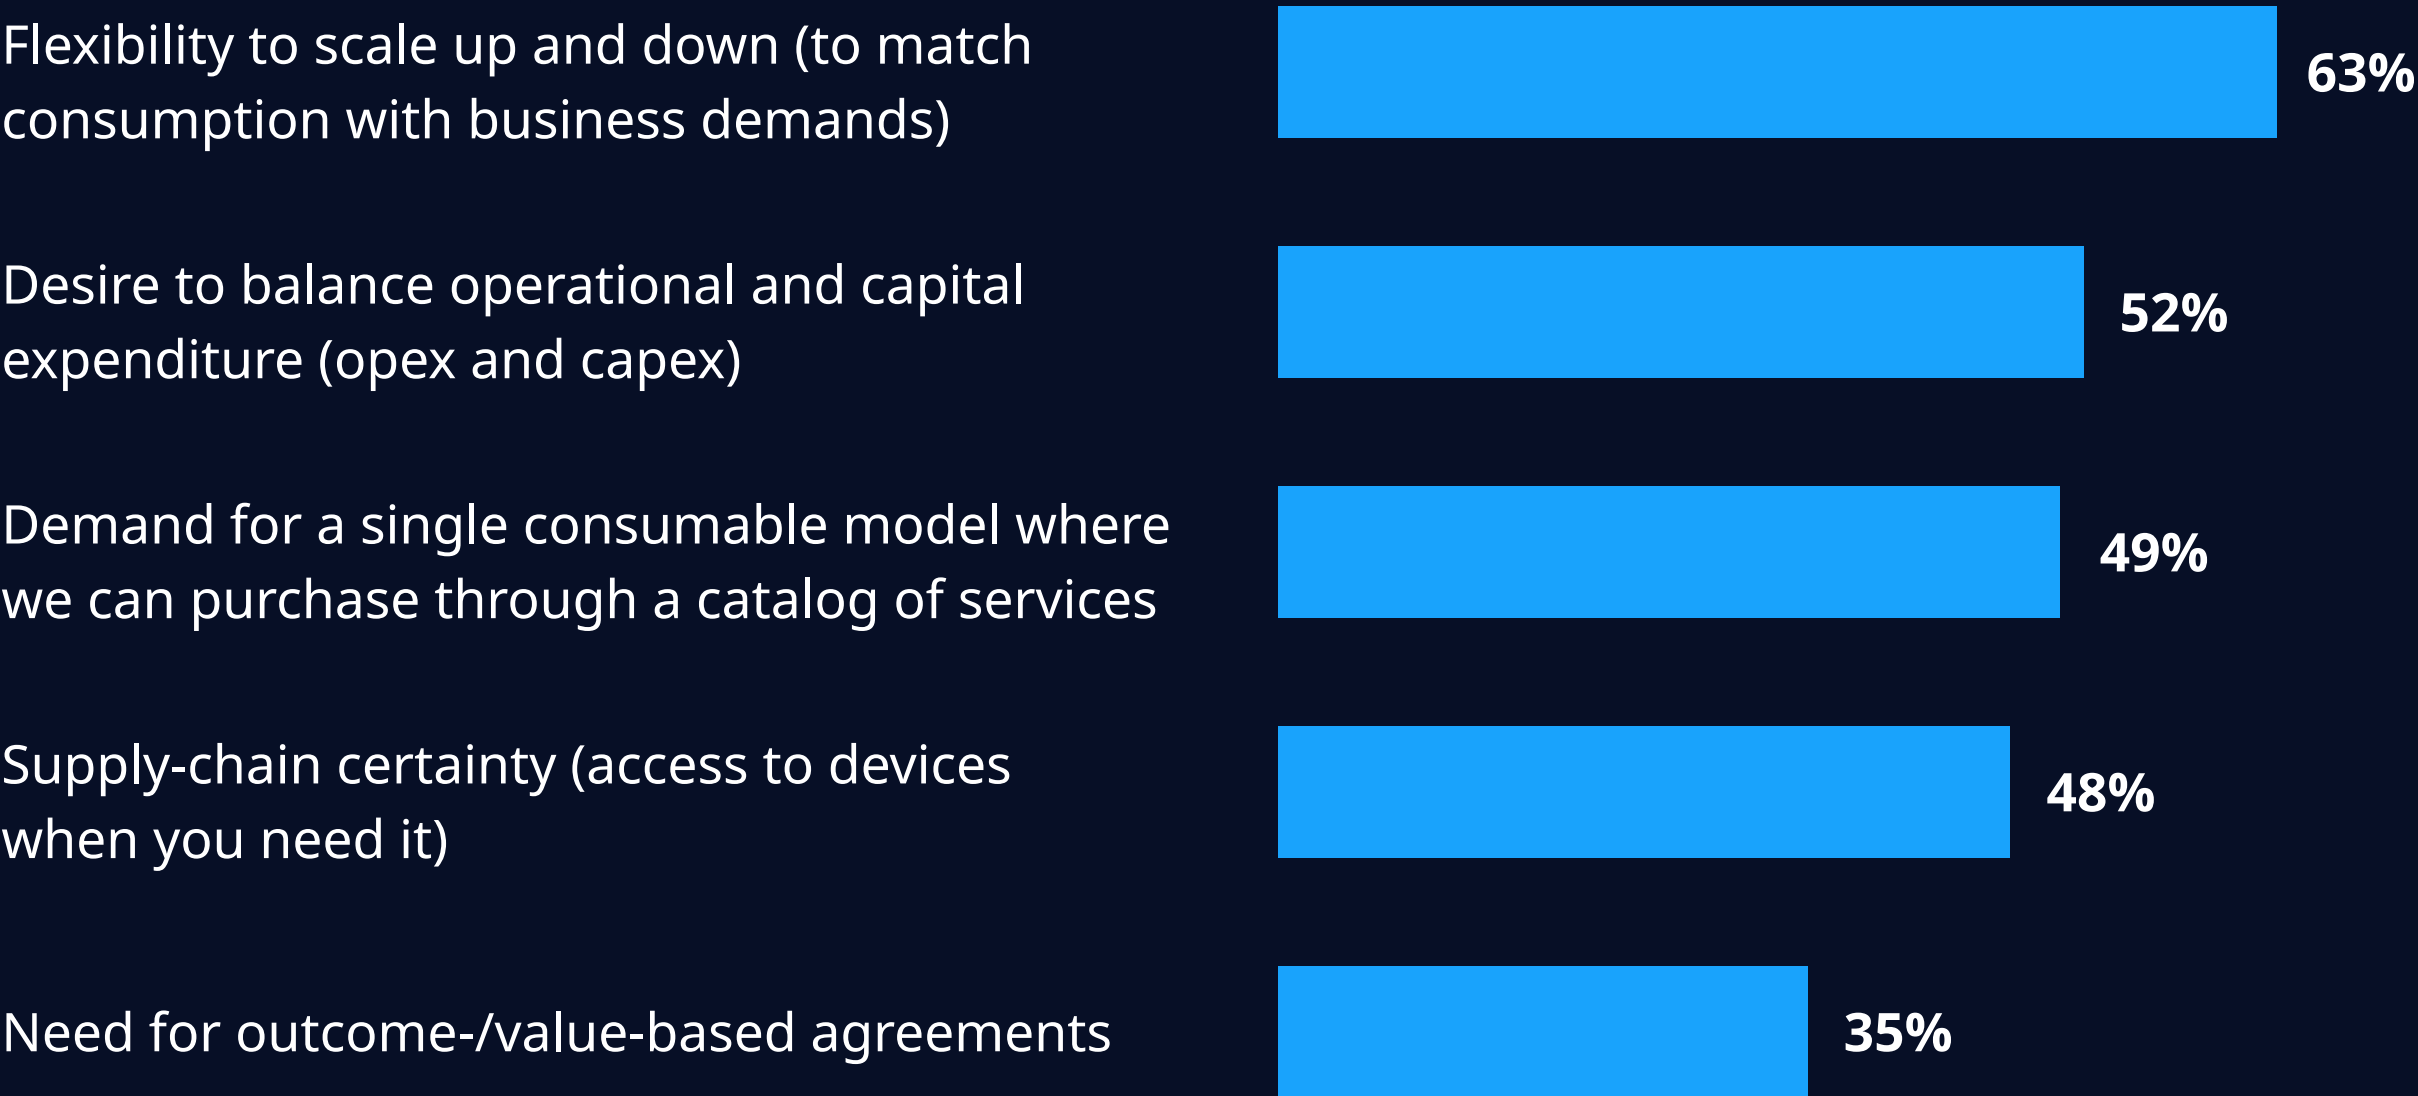 Flexibility to scale up and down (to match
consumption with business demands)
63%
Desire to balance operational and capital
expenditure (opex and capex)
52%
Demand for a single consumable model where
we can purchase through a catalog of services
49%
Supply-chain certainty (access to devices
when you need it)
48%
Need for outcome-/value-based agreements
35%